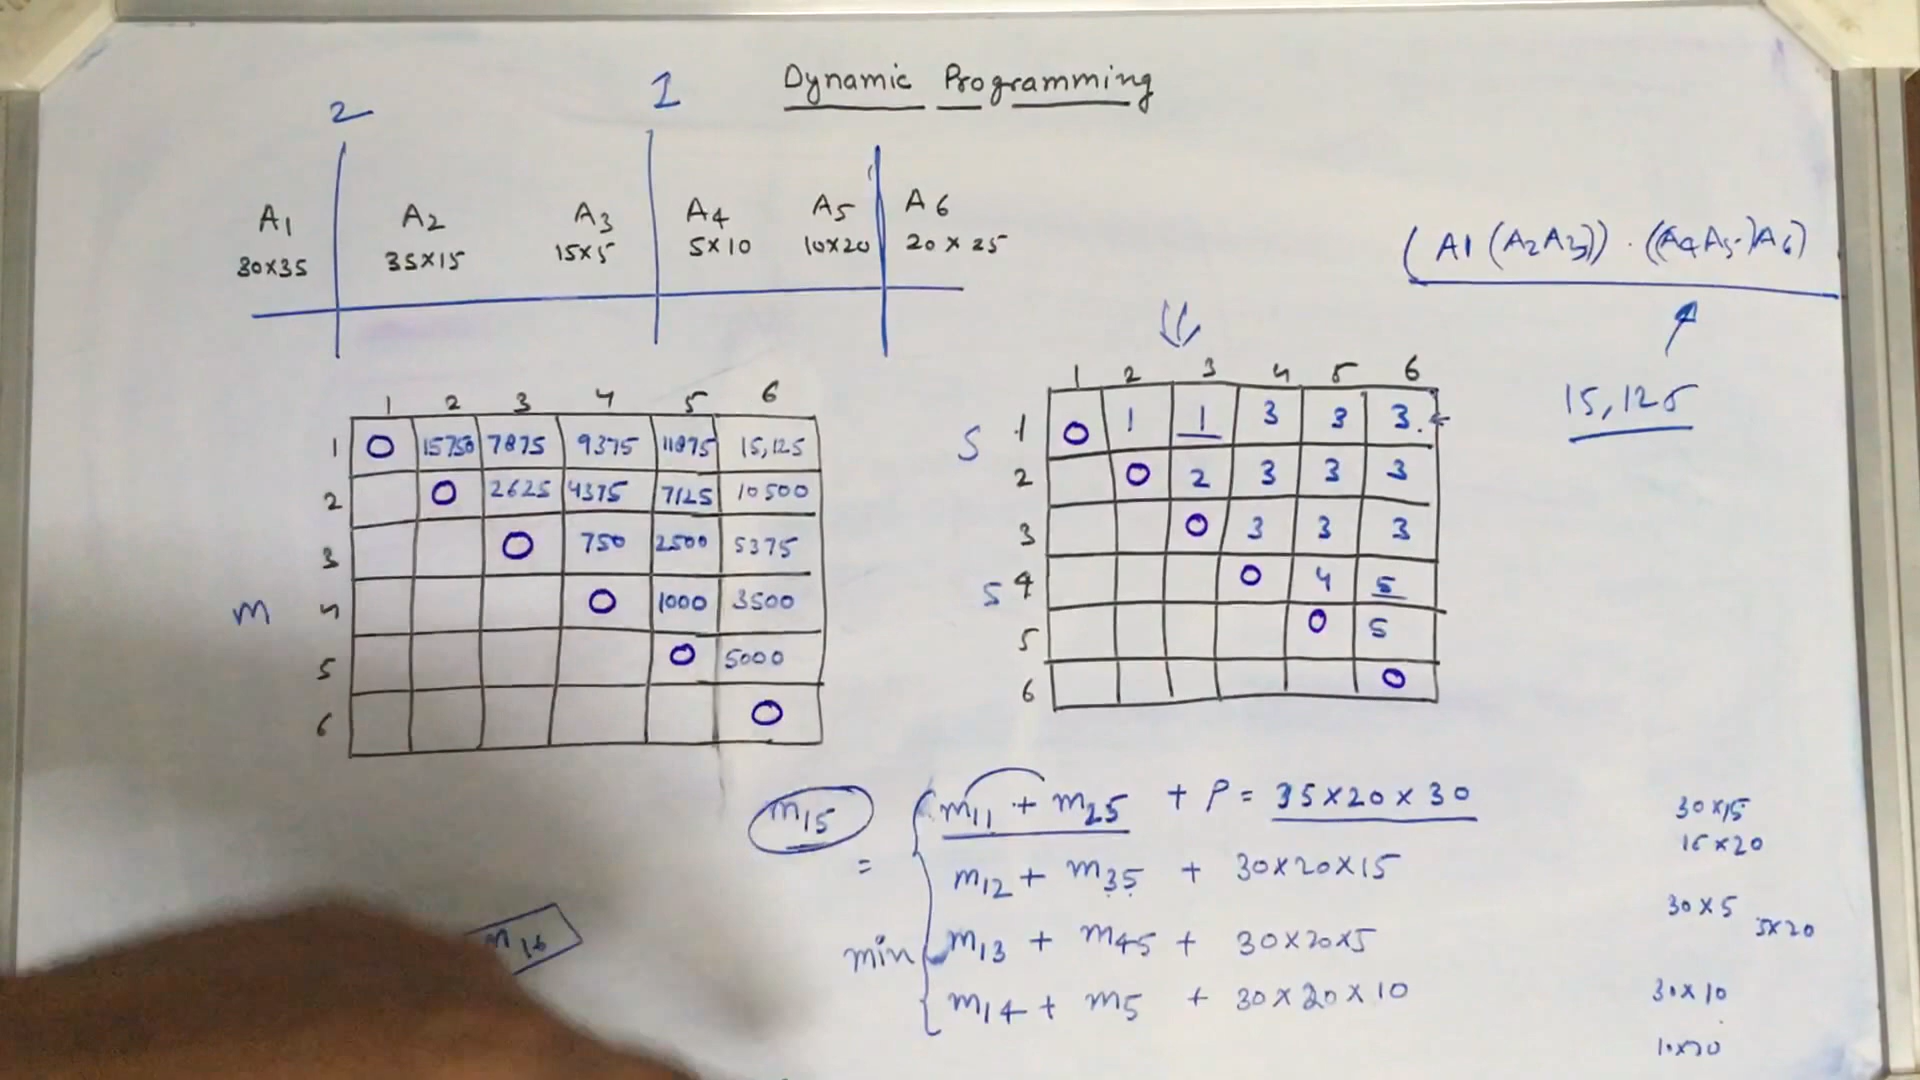 Dynamic Programming
2 1
A1 A2 A3 A4 A5 A6
30x35 35x15 15x5 5x10 10x20 20x25
(A1(A2A3)).((A4A5)A6)
15,125
1 2 3 4 5 6
1 0 15750 7875 9375 11875 15,125
2 0 2625 4375 7125 10500
3 0 750 2500 5375
m 4 0 1000 3500
5 0 5000
6 0
1 2 3 4 5 6
S 1 0 1 1 3 3 3.
2 0 2 3 3 3
3 0 3 3 3
S 4 0 4 5
5 0 5
6 0
m15 = min
m11 + m25 + P = 35x20x30
m12 + m35 + 30x20x15
m13 + m45 + 30x20x5
m14 + m5 + 30x20x10
m16
30x15
15x20
30x5
5x20
30x10
10x20